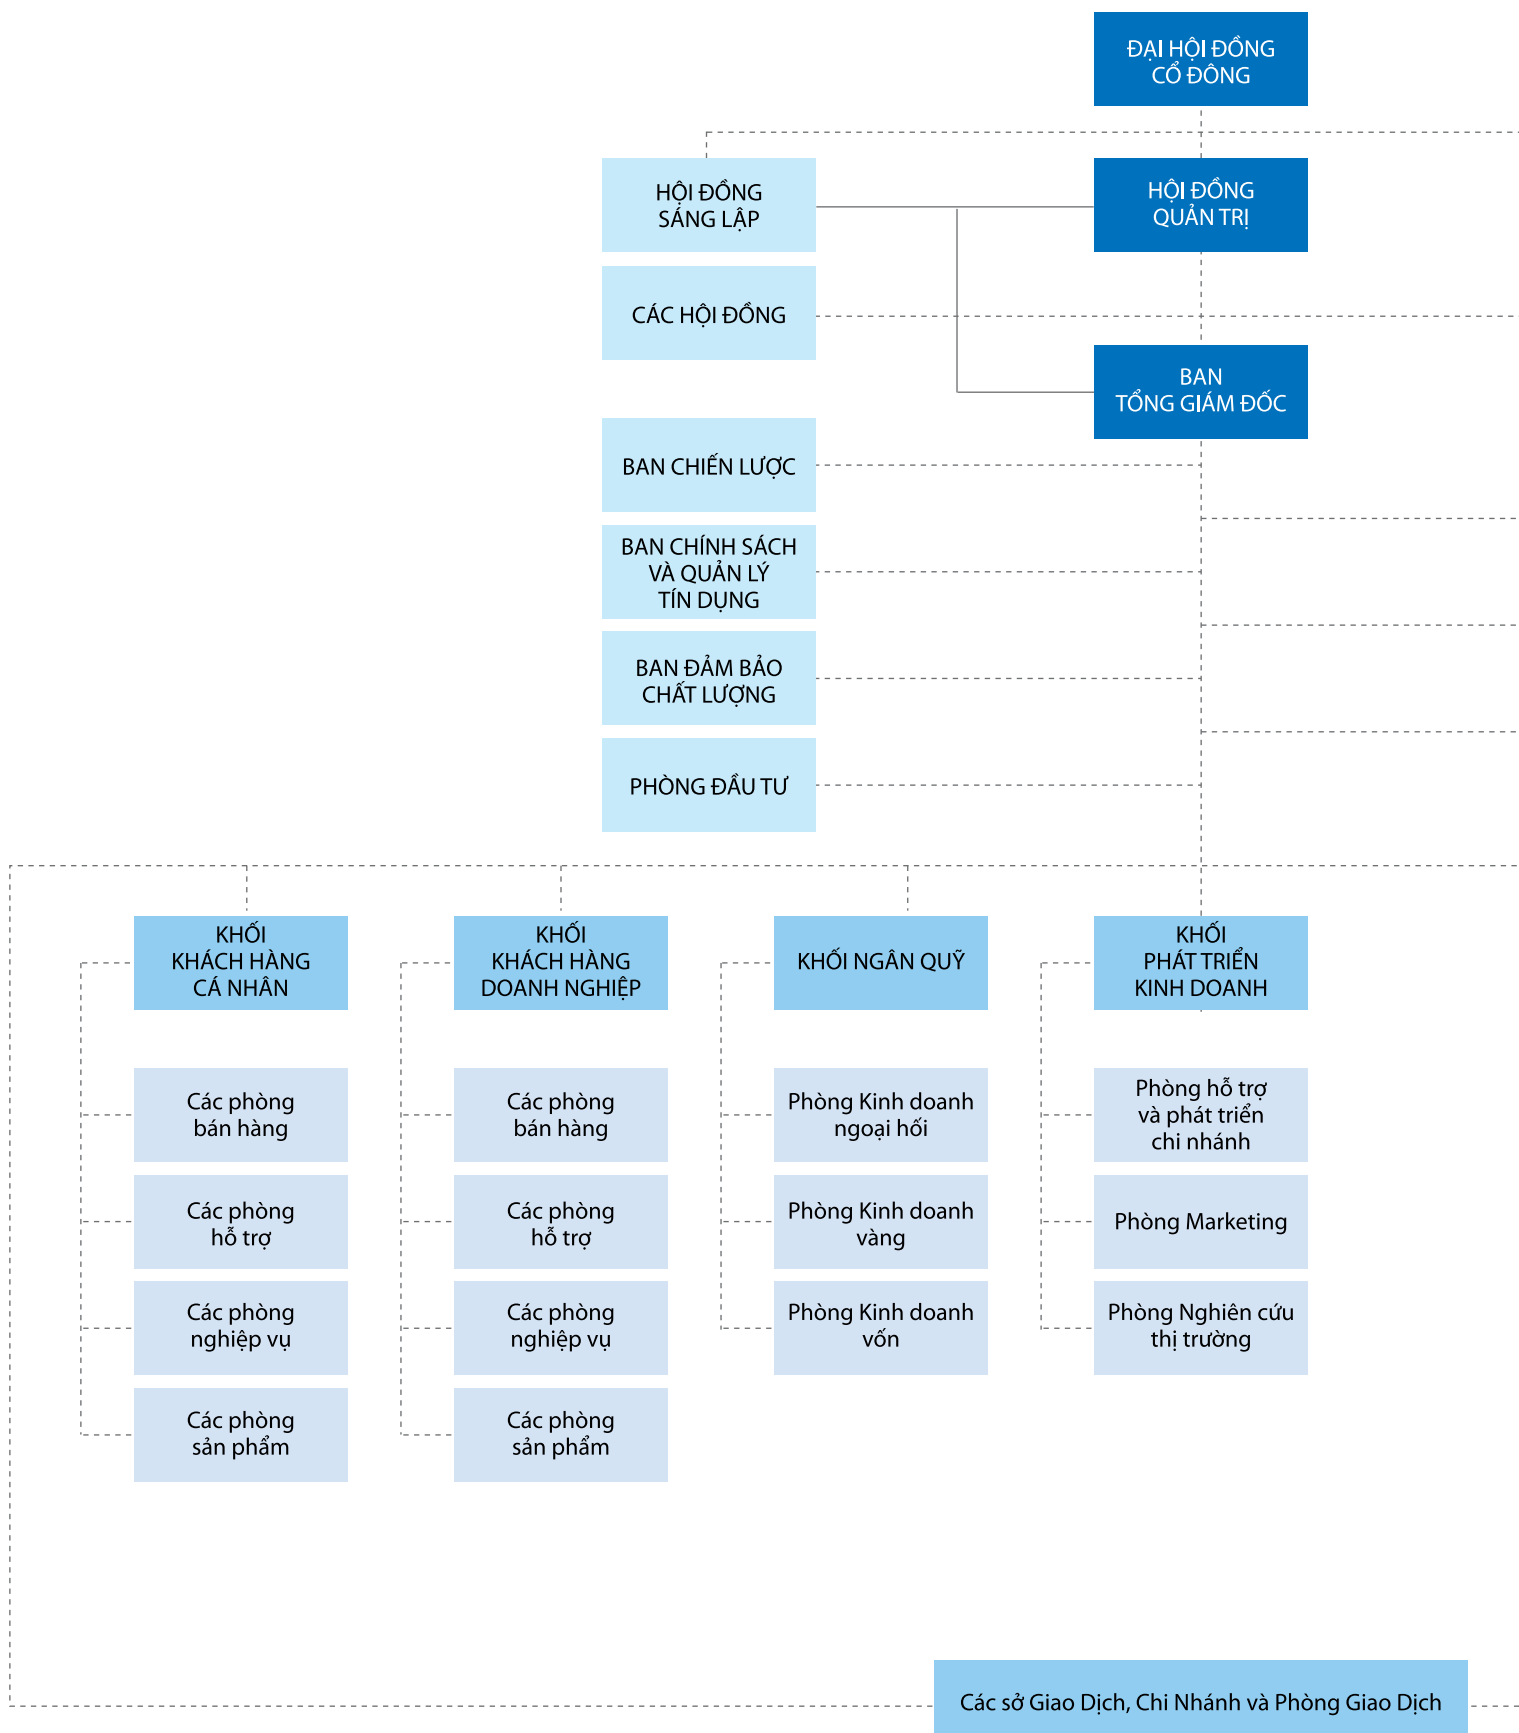 ĐẠI HỘI ĐỒNG
CỔ ĐÔNG
HỘI ĐỒNG
SÁNG LẬP
HỘI ĐỒNG
QUẢN TRỊ
CÁC HỘI ĐỒNG
BAN
TỔNG GIÁM ĐỐC
BAN CHIẾN LƯỢC
BAN CHÍNH SÁCH
VÀ QUẢN LÝ
TÍN DỤNG
BAN ĐẢM BẢO
CHẤT LƯỢNG
PHÒNG ĐẦU TƯ
KHỐI
KHÁCH HÀNG
CÁ NHÂN
KHỐI
KHÁCH HÀNG
DOANH NGHIỆP
KHỐI NGÂN QUỸ
KHỐI
PHÁT TRIỂN
KINH DOANH
Các phòng
bán hàng
Các phòng
bán hàng
Phòng Kinh doanh
ngoại hối
Phòng hỗ trợ
và phát triển
chi nhánh
Các phòng
hỗ trợ
Các phòng
hỗ trợ
Phòng Kinh doanh
vàng
Phòng Marketing
Các phòng
nghiệp vụ
Các phòng
nghiệp vụ
Phòng Kinh doanh
vốn
Phòng Nghiên cứu
thị trường
Các phòng
sản phẩm
Các phòng
sản phẩm
Các sở Giao Dịch, Chi Nhánh và Phòng Giao Dịch